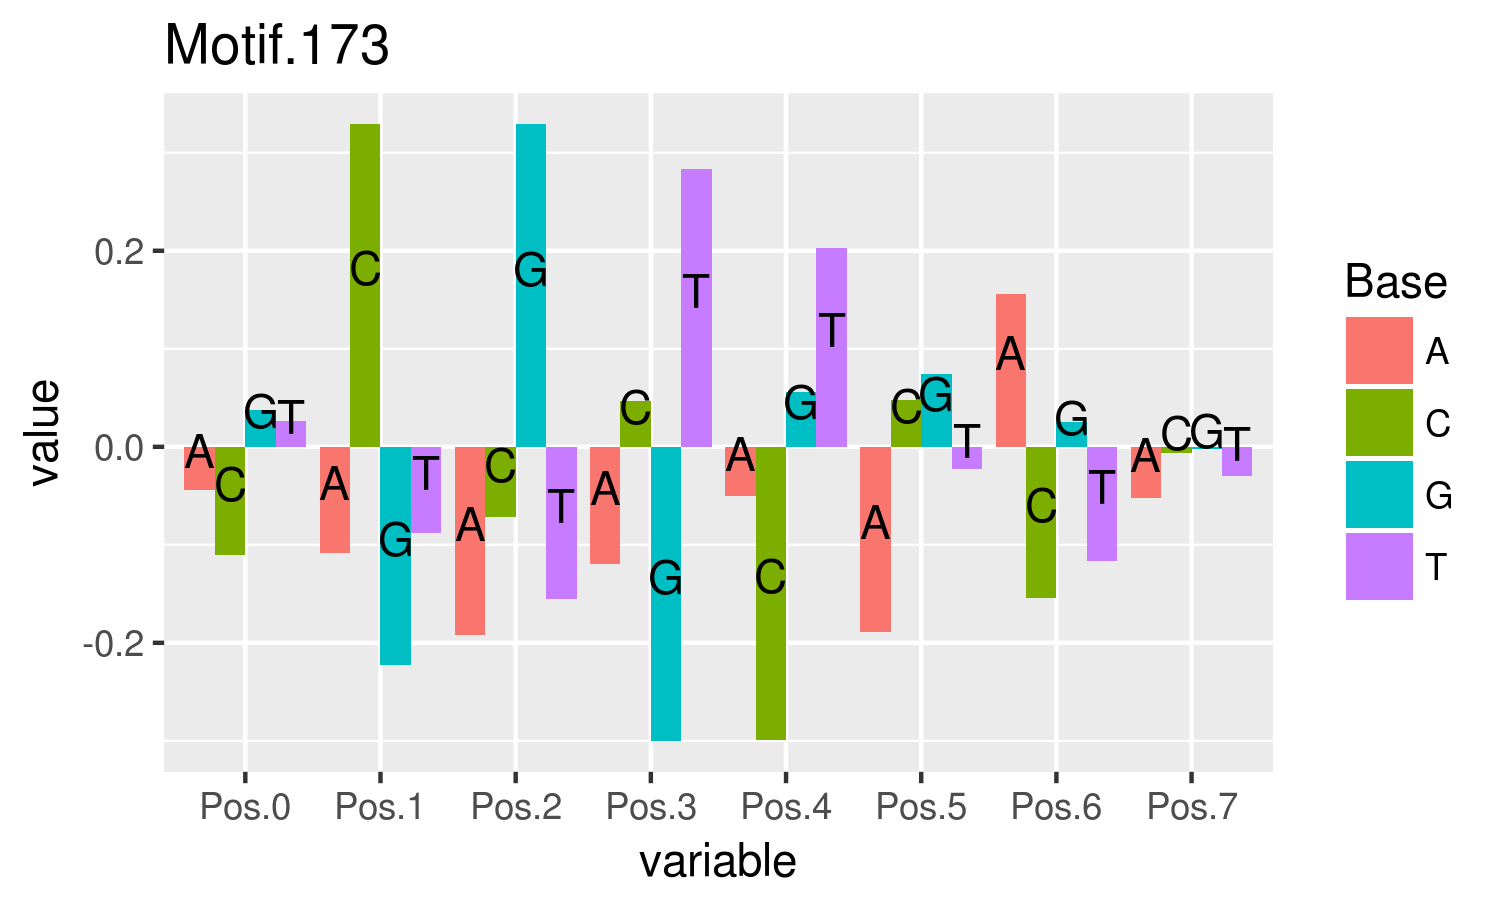 Motif.173
value
0.2
0.0
-0.2
A C G T
A C G T
A C G T
A C G T
A C G T
A C G T
A C G T
A C G T
Pos.0 Pos.1 Pos.2 Pos.3 Pos.4 Pos.5 Pos.6 Pos.7
variable
Base
A
C
G
T